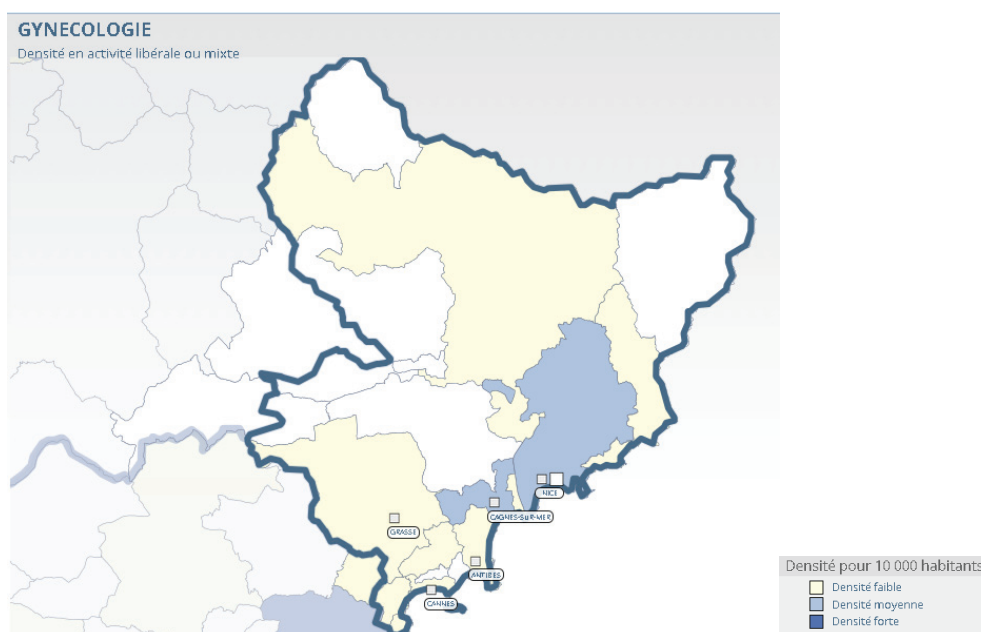 GYNECOLOGIE
Densité en activité libérale ou mixte
NICE
CAGNES-SUR-MER
GRASSE
ANTIBES
CANNES
Densité pour 10 000 habitants
Densité faible
Densité moyenne
Densité forte